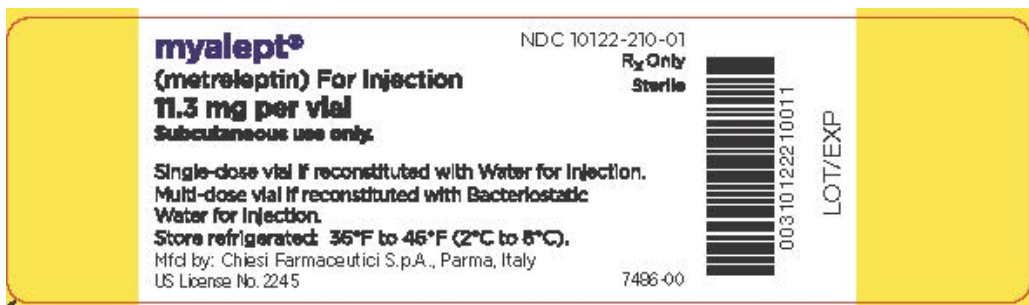 myalept®
(metreleptin) For Injection
11.3 mg per vial
Subcutaneous use only.
NDC 10122-210-01
Rx Only
Sterile
Single-dose vial if reconstituted with Water for Injection.
Multi-dose vial if reconstituted with Bacteriostatic
Water for Injection.
Store refrigerated: 36°F to 46°F (2°C to 8°C).
Mfd by: Chiesi Farmaceutici S.p.A., Parma, Italy
US License No. 2245
7496-00
00310122210011
LOT/EXP